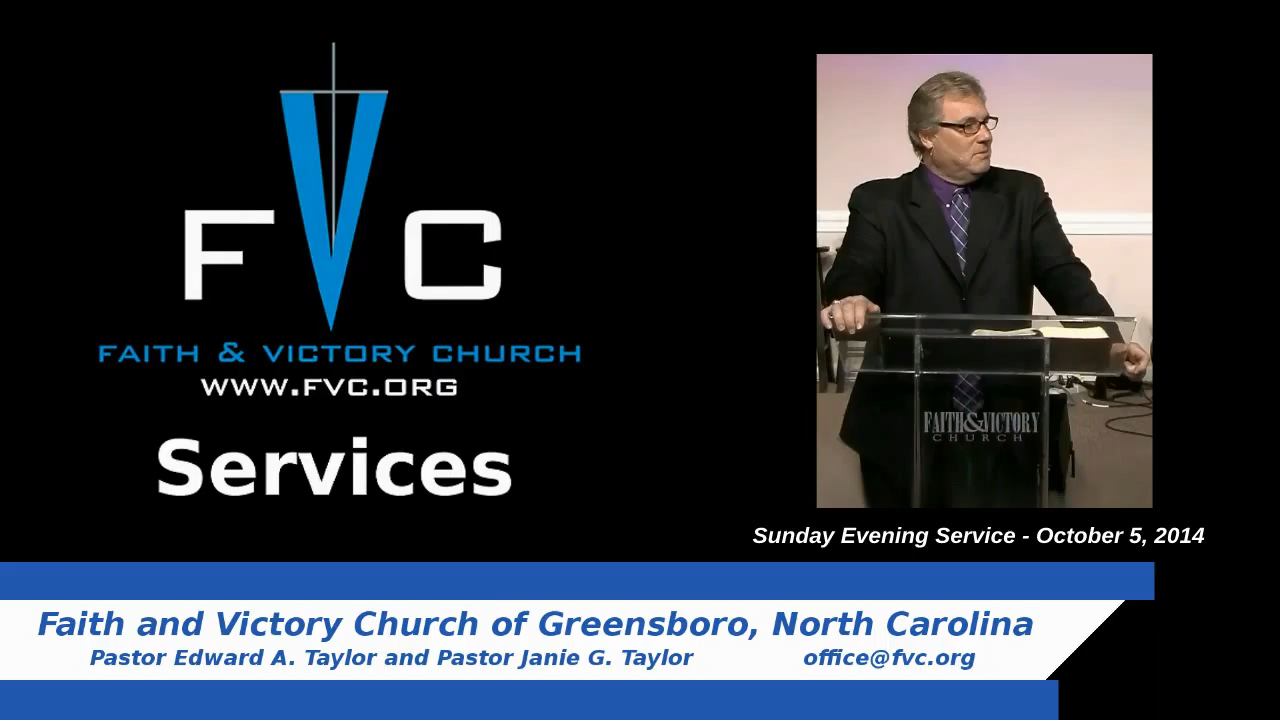 F V C
FAITH & VICTORY CHURCH
WWW.FVC.ORG
Services
FAITH&VICTORY
CHURCH
Sunday Evening Service - October 5, 2014
Faith and Victory Church of Greensboro, North Carolina
Pastor Edward A. Taylor and Pastor Janie G. Taylor office@fvc.org